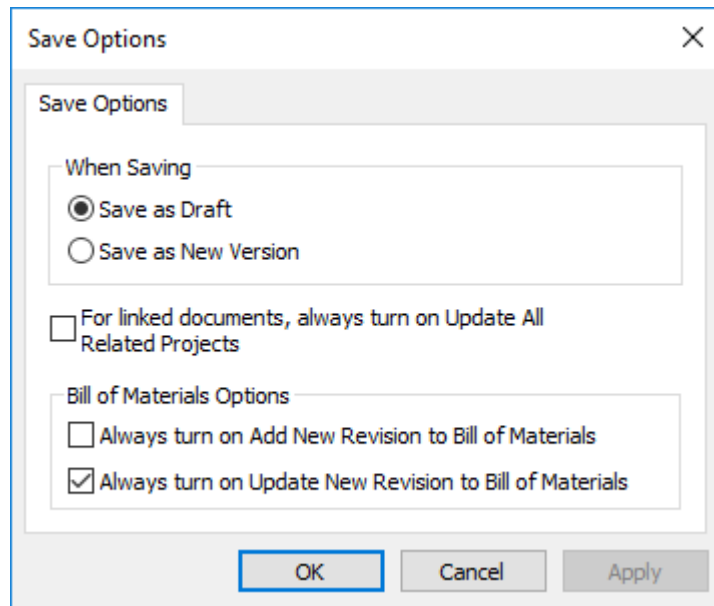 Save Options
Save Options
When Saving
Save as Draft
Save as New Version
For linked documents, always turn on Update All
Related Projects
Bill of Materials Options
Always turn on Add New Revision to Bill of Materials
Always turn on Update New Revision to Bill of Materials
OK Cancel Apply